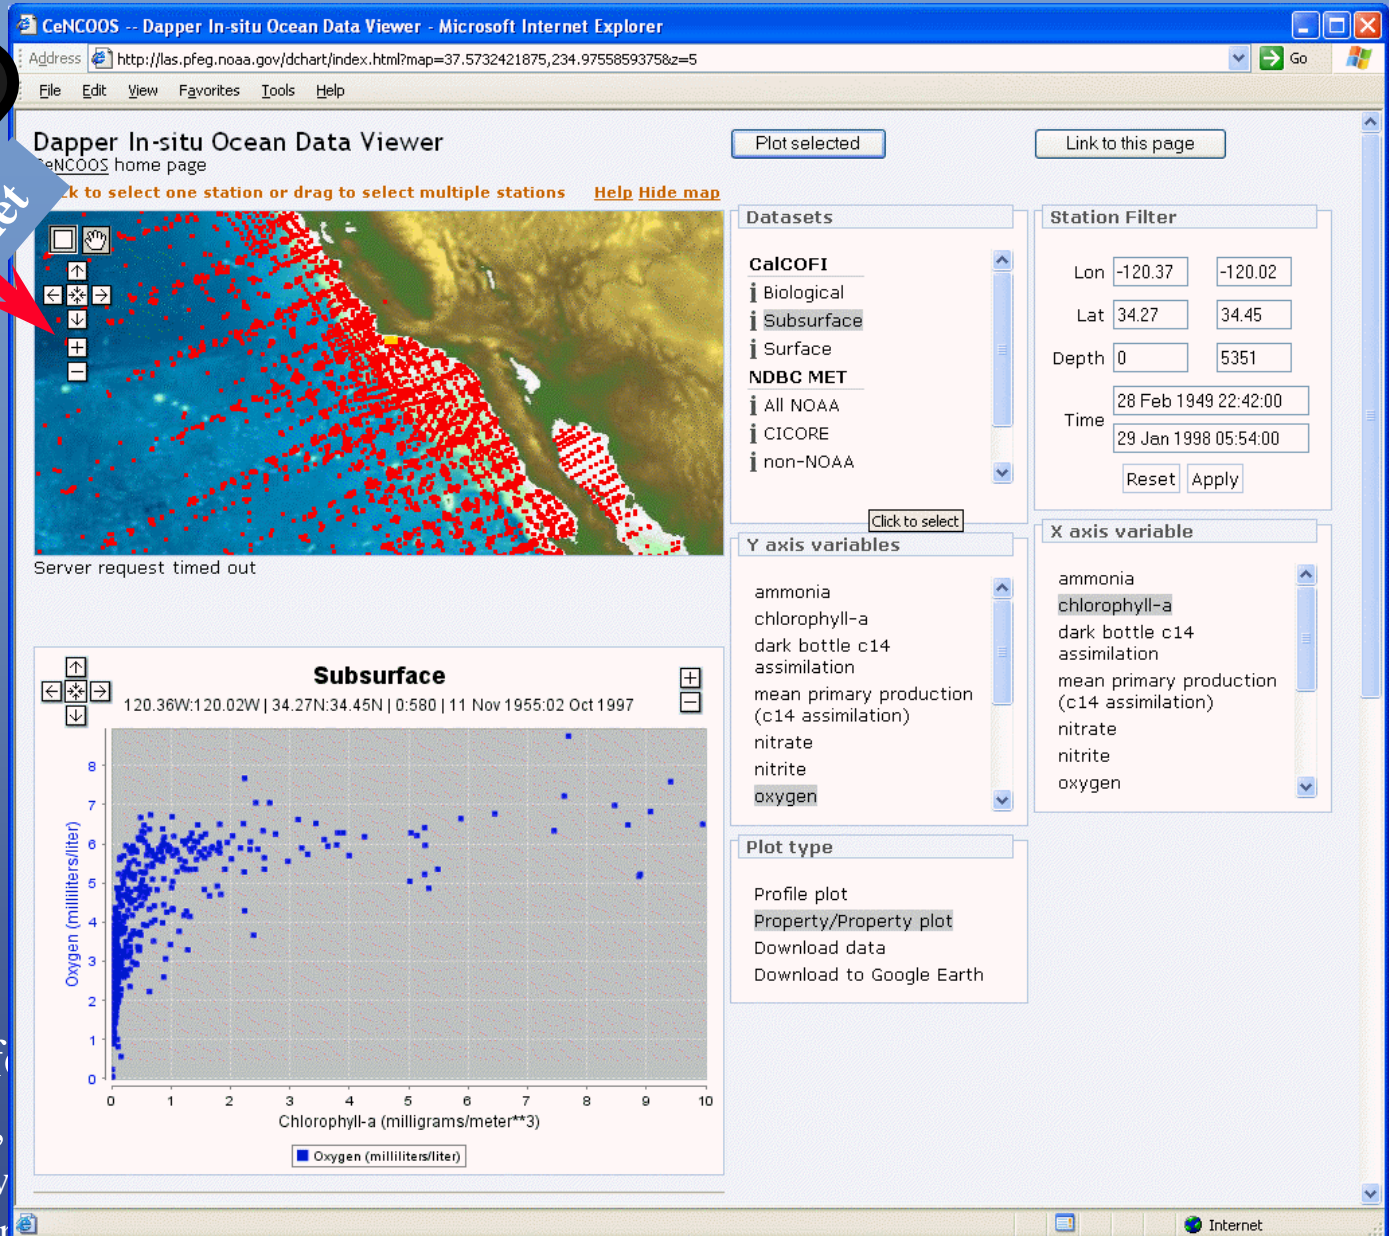 CeNCOOS -- Dapper In-situ Ocean Data Viewer - Microsoft Internet Explorer
Address http://las.pfeg.noaa.gov/dchart/index.html?map=37.5732421875,234.9755859375&z=5 Go
File Edit View Favorites Tools Help
Dapper In-situ Ocean Data Viewer
CeNCOOS home page
to select one station or drag to select multiple stations Help Hide map
Plot selected
Link to this page
Server request timed out
Datasets
CalCOFI
i Biological
i Subsurface
i Surface
NDBC MET
i All NOAA
i CICORE
i non-NOAA
Click to select
Station Filter
Lon -120.37 -120.02
Lat 34.27 34.45
Depth 0 5351
Time 28 Feb 1949 22:42:00
29 Jan 1998 05:54:00
Reset Apply
Y axis variables
ammonia
chlorophyll-a
dark bottle c14
assimilation
mean primary production
(c14 assimilation)
nitrate
nitrite
oxygen
X axis variable
ammonia
chlorophyll-a
dark bottle c14
assimilation
mean primary production
(c14 assimilation)
nitrate
nitrite
oxygen
Plot type
Profile plot
Property/Property plot
Download data
Download to Google Earth
Subsurface
120.36W:120.02W | 34.27N:34.45N | 0:580 | 11 Nov 1955:02 Oct 1997
Oxygen (milliliters/liter)
8
7
6
5
4
3
2
1
0
0 1 2 3 4 5 6 7 8 9 10
Chlorophyll-a (milligrams/meter**3)
Oxygen (milliliters/liter)
Internet